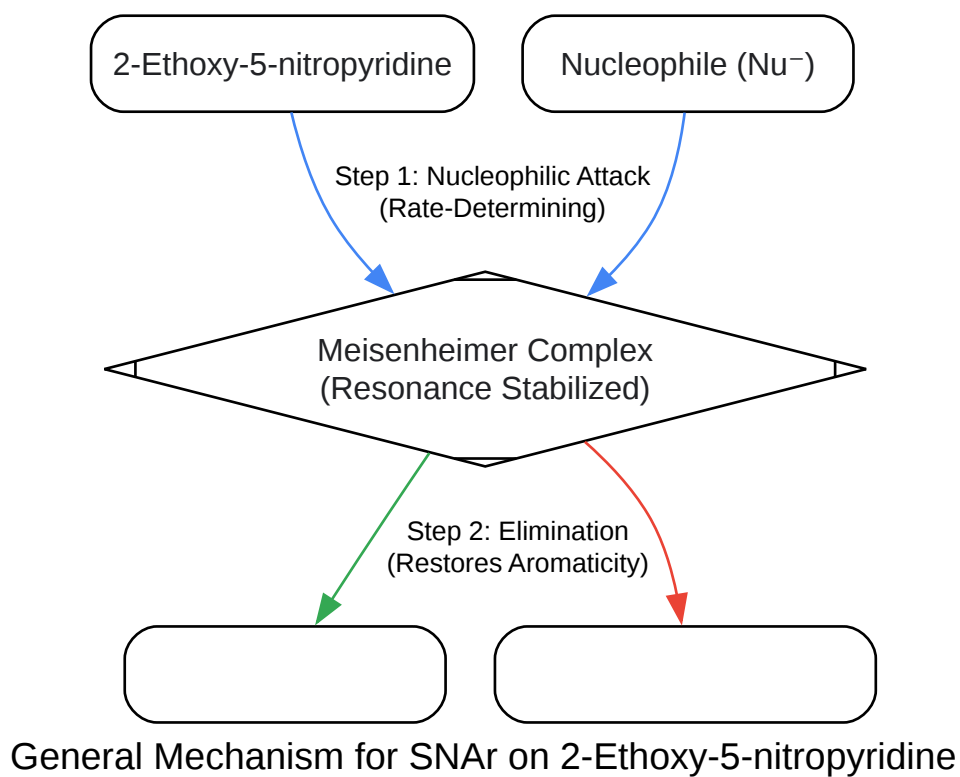 2-Ethoxy-5-nitropyridine
Nucleophile (Nu⁻)
Step 1: Nucleophilic Attack
(Rate-Determining)
Meisenheimer Complex
(Resonance Stabilized)
Step 2: Elimination
(Restores Aromaticity)
General Mechanism for SNAr on 2-Ethoxy-5-nitropyridine